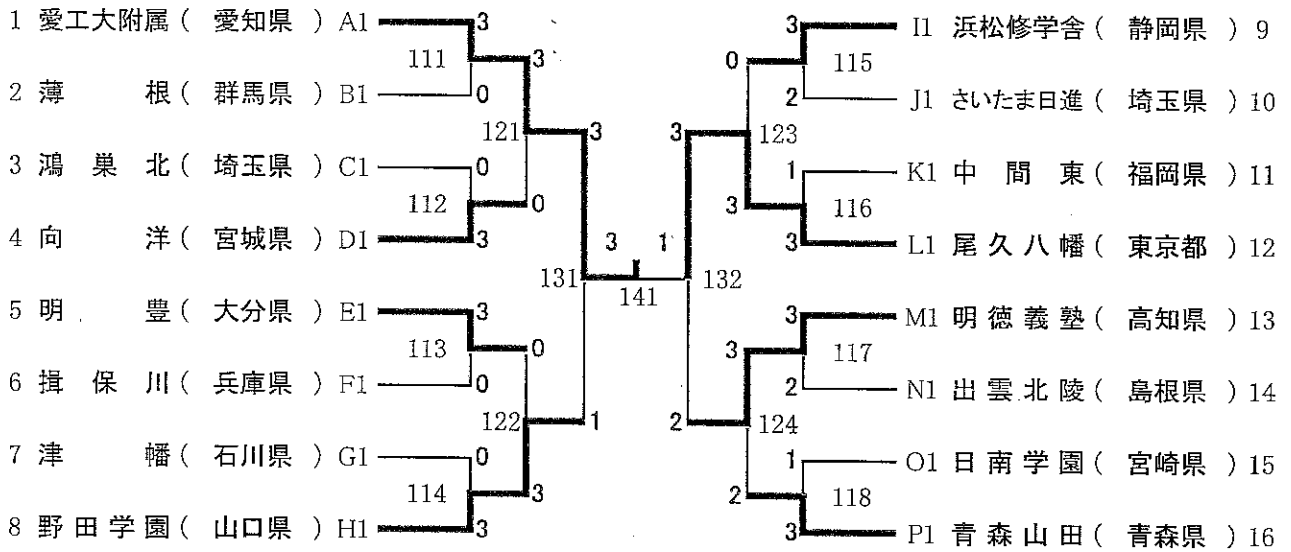 1 愛工大附属 ( 愛知県 ) A1 3 3 I1 浜松修学舎 ( 静岡県 ) 9
111 3 0 115
2 薄 根 ( 群馬県 ) B1 0 2 J1 さいたま日進 ( 埼玉県 ) 10
121 3 3 123
3 鴻 巣 北 ( 埼玉県 ) C1 0 1 K1 中 間 東 ( 福岡県 ) 11
112 0 3 116
4 向 洋 ( 宮城県 ) D1 3 3 1 3 L1 尾久八幡 ( 東京都 ) 12
131 141 132
5 明 豊 ( 大分県 ) E1 3 3 M1 明徳義塾 ( 高知県 ) 13
113 0 3 117
6 揖 保 川 ( 兵庫県 ) F1 0 2 N1 出雲北陵 ( 島根県 ) 14
122 1 2 124
7 津 幡 ( 石川県 ) G1 0 1 O1 日南学園 ( 宮崎県 ) 15
114 3 2 118
8 野田学園 ( 山口県 ) H1 3 3 P1 青森山田 ( 青森県 ) 16